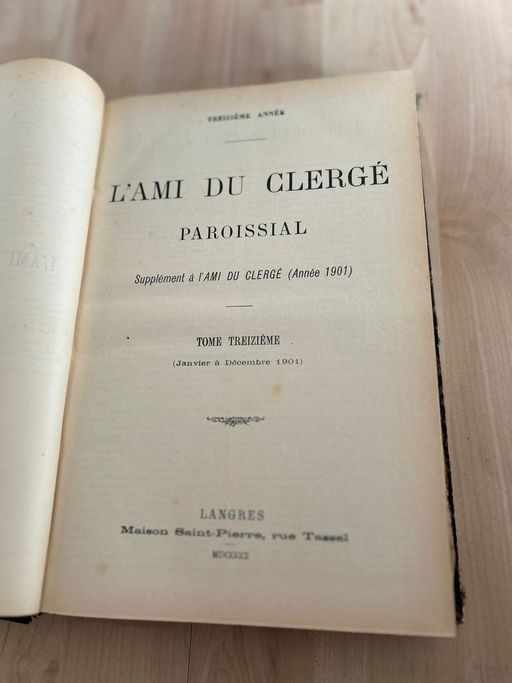 TREIZIÈME ANNÉE
L'AMI DU CLERGÉ
PAROISSIAL
Supplément à l'AMI DU CLERGÉ (Année 1901)
TOME TREIZIÈME
(Janvier à Décembre 1901)
LANGRES
Maison Saint-Pierre, rue Tassel